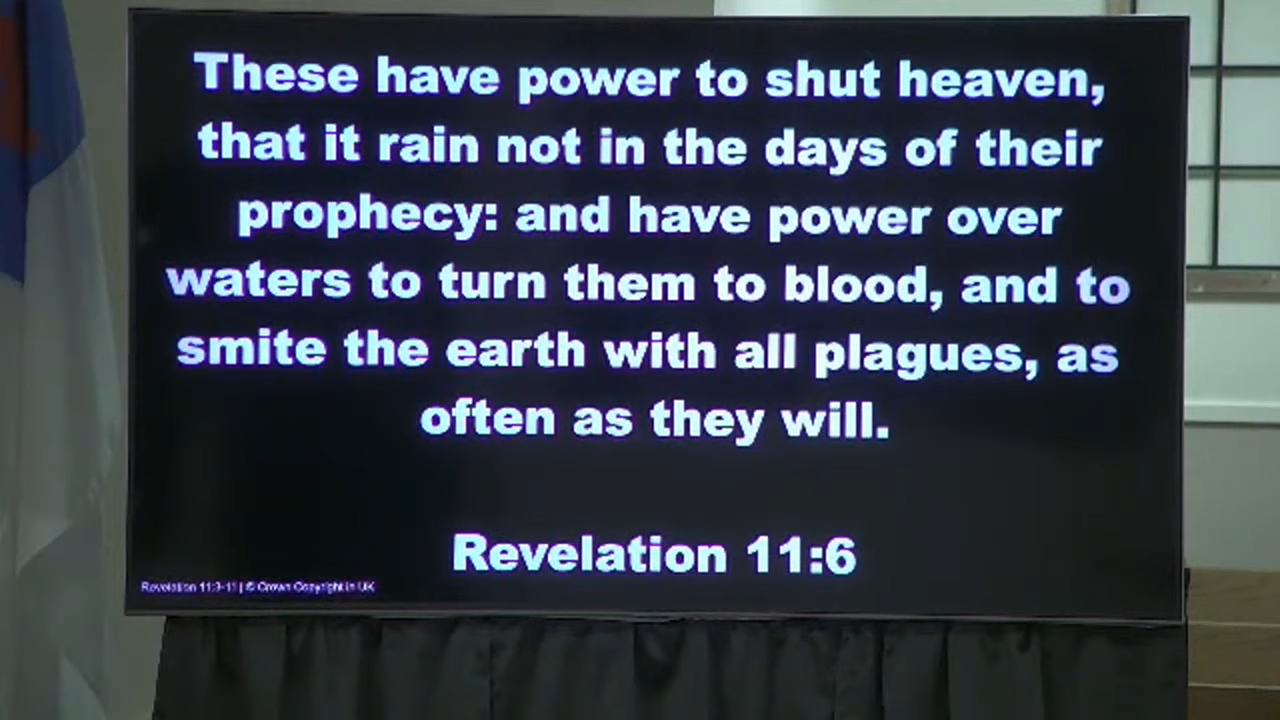 These have power to shut heaven,
that it rain not in the days of their
prophecy: and have power over
waters to turn them to blood, and to
smite the earth with all plagues, as
often as they will.
Revelation 11:6
Revelation 11:3-11 | © Crown Copyright in UK